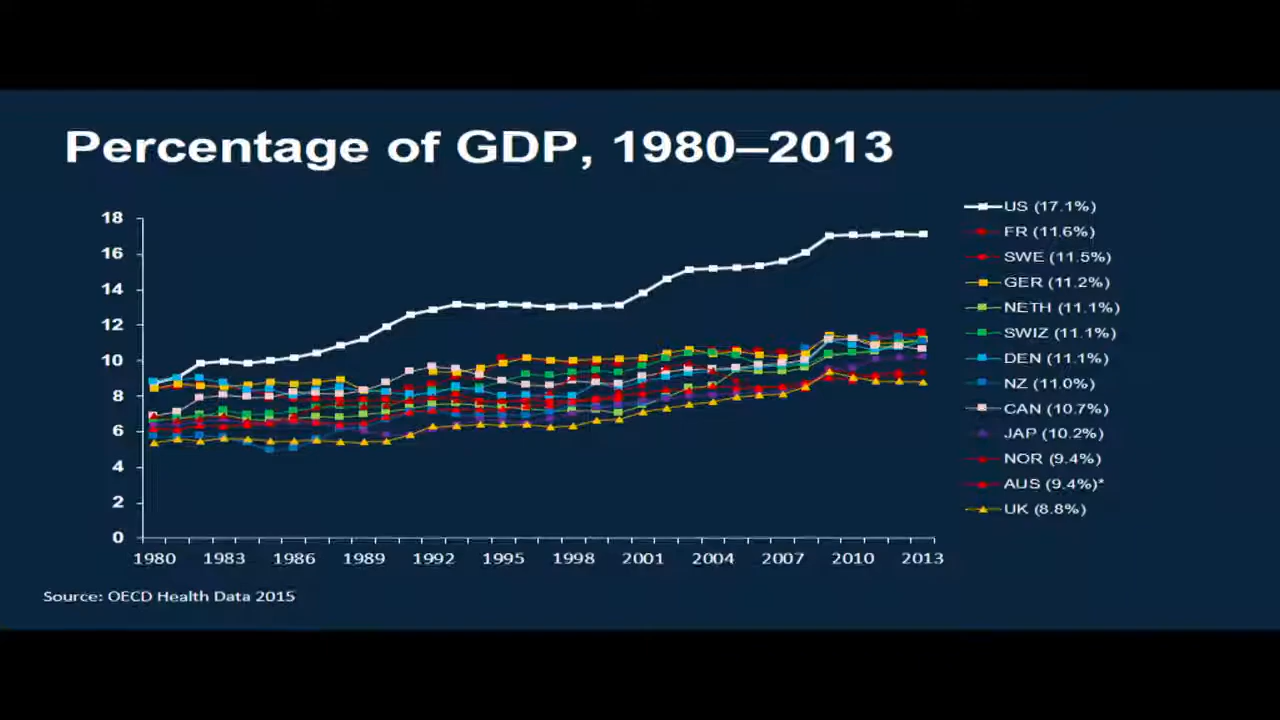 Percentage of GDP, 1980–2013
18
16
14
12
10
8
6
4
2
0
1980 1983 1986 1989 1992 1995 1998 2001 2004 2007 2010 2013
US (17.1%)
FR (11.6%)
SWE (11.5%)
GER (11.2%)
NETH (11.1%)
SWIZ (11.1%)
DEN (11.1%)
NZ (11.0%)
CAN (10.7%)
JAP (10.2%)
NOR (9.4%)
AUS (9.4%)*
UK (8.8%)
Source: OECD Health Data 2015